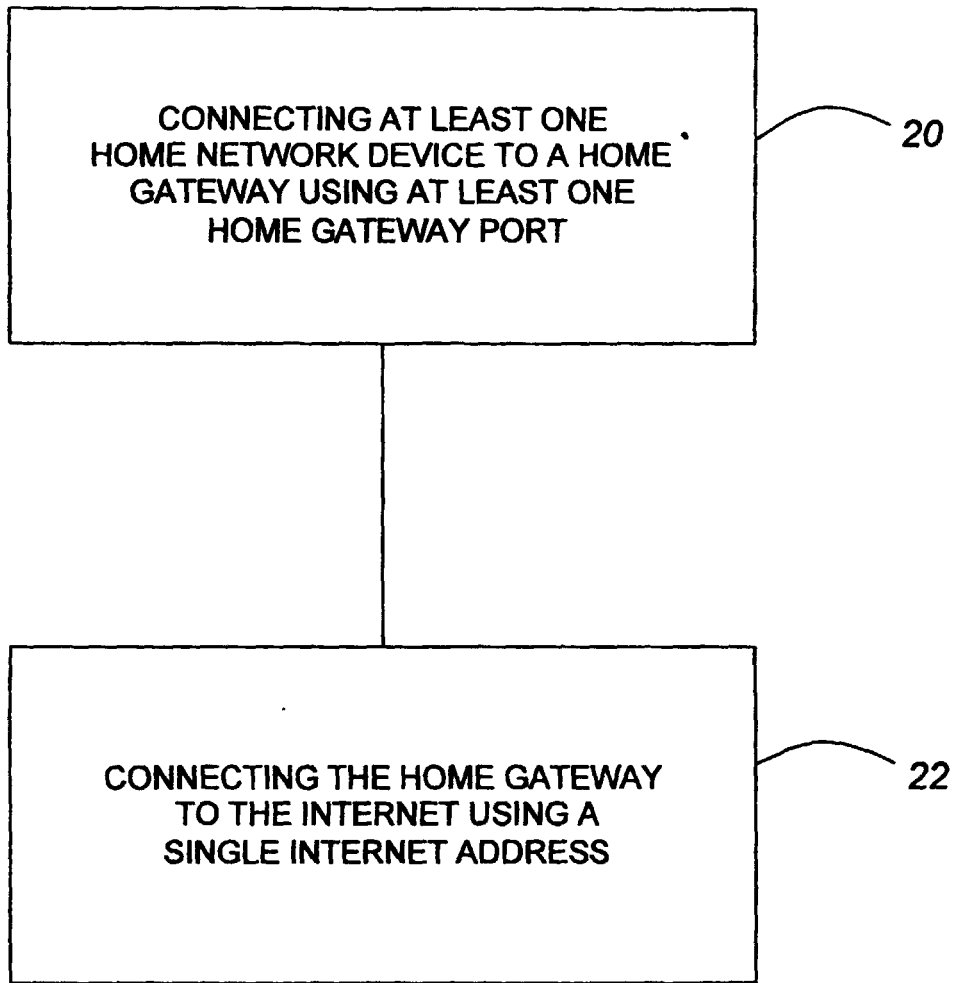 CONNECTING AT LEAST ONE
HOME NETWORK DEVICE TO A HOME
GATEWAY USING AT LEAST ONE
HOME GATEWAY PORT
20
CONNECTING THE HOME GATEWAY
TO THE INTERNET USING A
SINGLE INTERNET ADDRESS
22